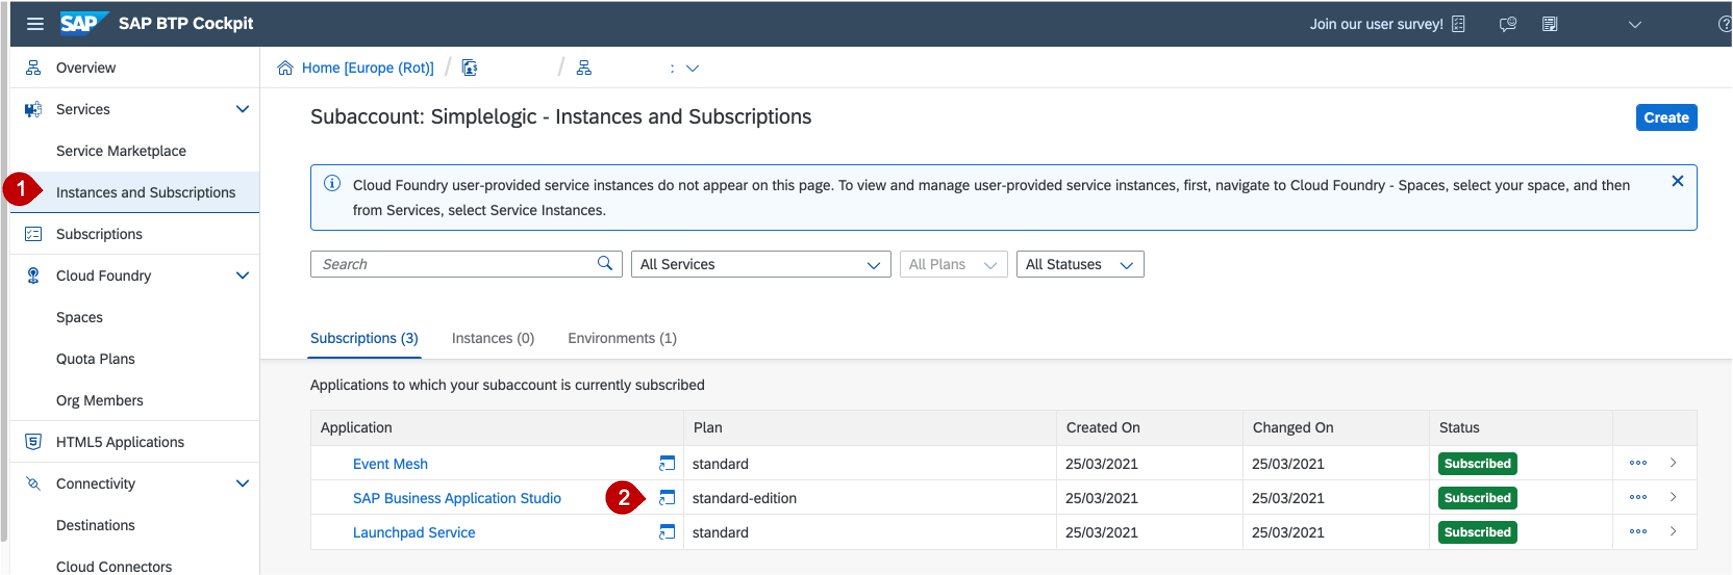 SAP SAP BTP Cockpit
Join our user survey!
Overview
Services
Service Marketplace
1
Instances and Subscriptions
Subscriptions
Cloud Foundry
Spaces
Quota Plans
Org Members
HTML5 Applications
Connectivity
Destinations
Cloud Connectors
Home [Europe (Rot)] / / :
Subaccount: Simplelogic - Instances and Subscriptions
Create
Cloud Foundry user-provided service instances do not appear on this page. To view and manage user-provided service instances, first, navigate to Cloud Foundry - Spaces, select your space, and then
from Services, select Service Instances.
Search
All Services
All Plans
All Statuses
Subscriptions (3) Instances (0) Environments (1)
Applications to which your subaccount is currently subscribed
Application Plan Created On Changed On Status
Event Mesh standard 25/03/2021 25/03/2021 Subscribed
SAP Business Application Studio 2 standard-edition 25/03/2021 25/03/2021 Subscribed
Launchpad Service standard 25/03/2021 25/03/2021 Subscribed